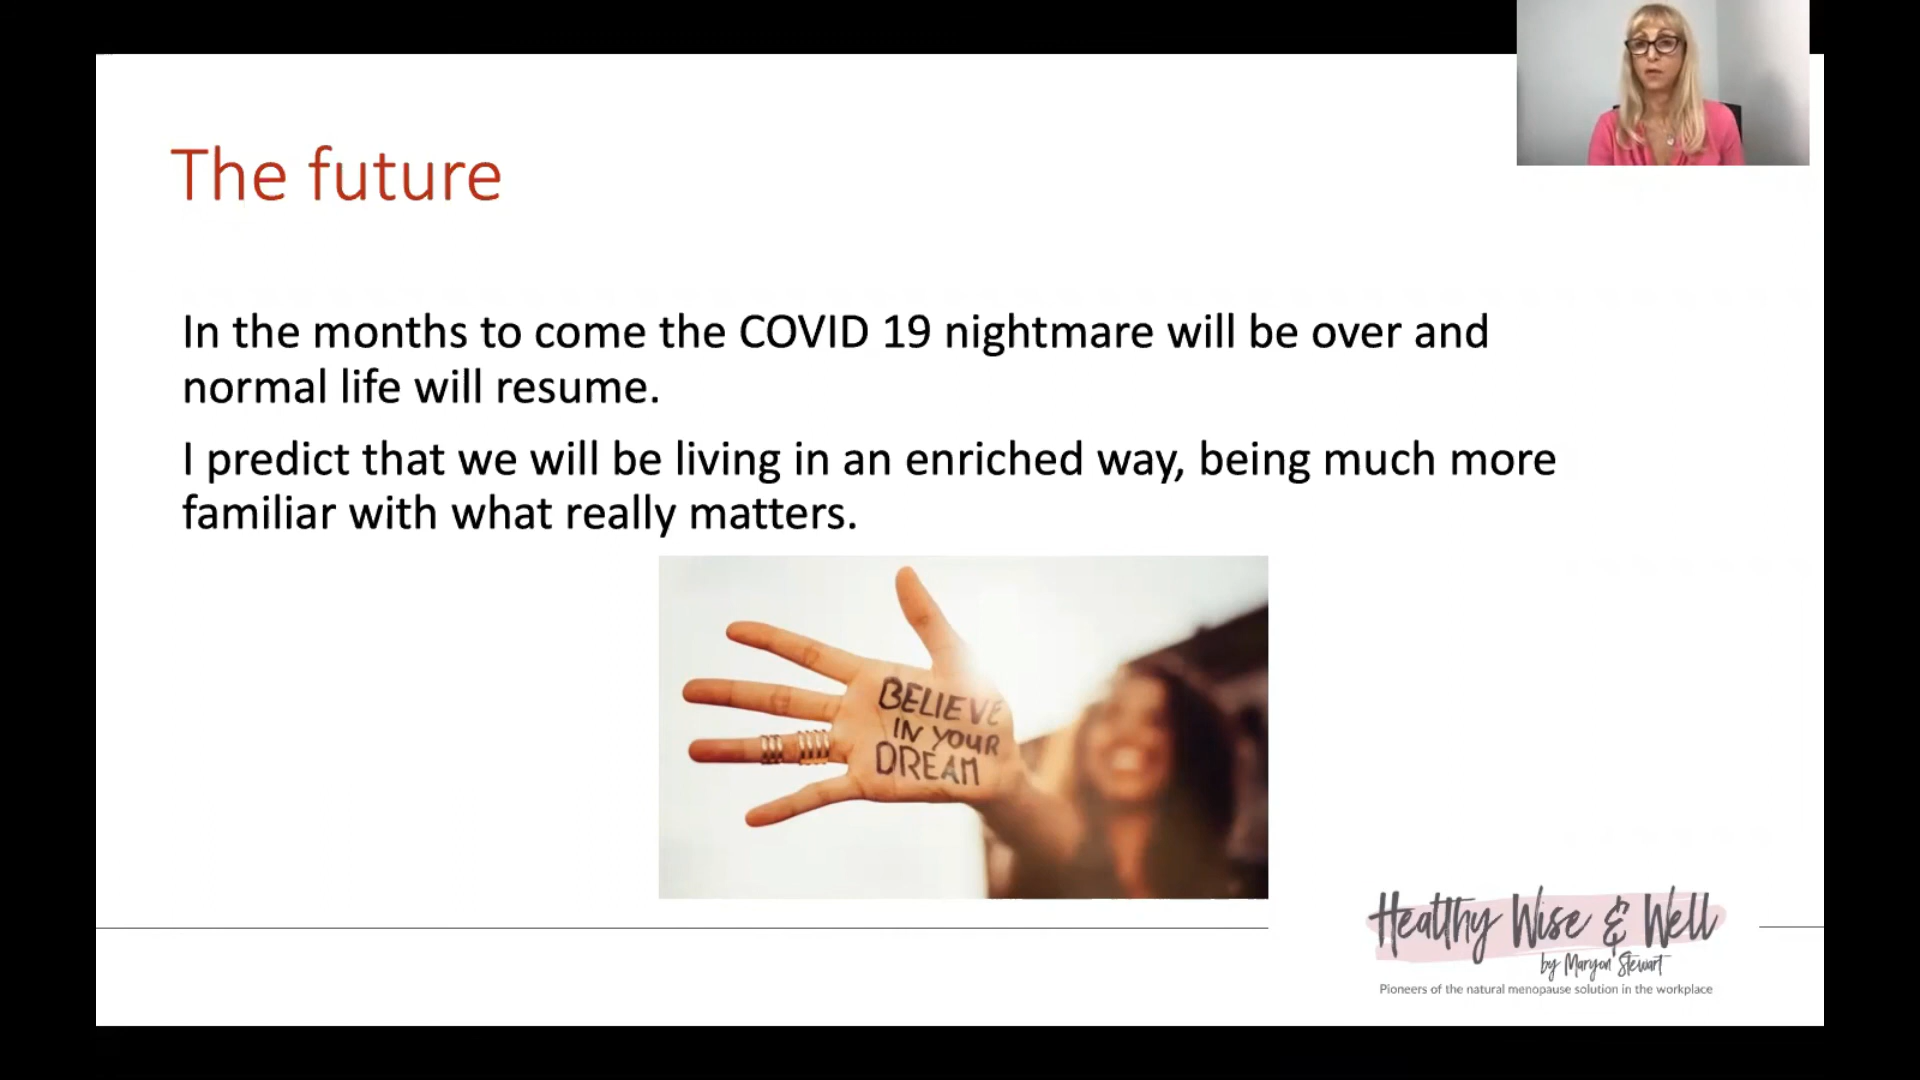 The future
In the months to come the COVID 19 nightmare will be over and
normal life will resume.
I predict that we will be living in an enriched way, being much more
familiar with what really matters.
BELIEVE
IN YOUR
DREAM
Healthy Wise & Well
by Maryon Stewart
Pioneers of the natural menopause solution in the workplace